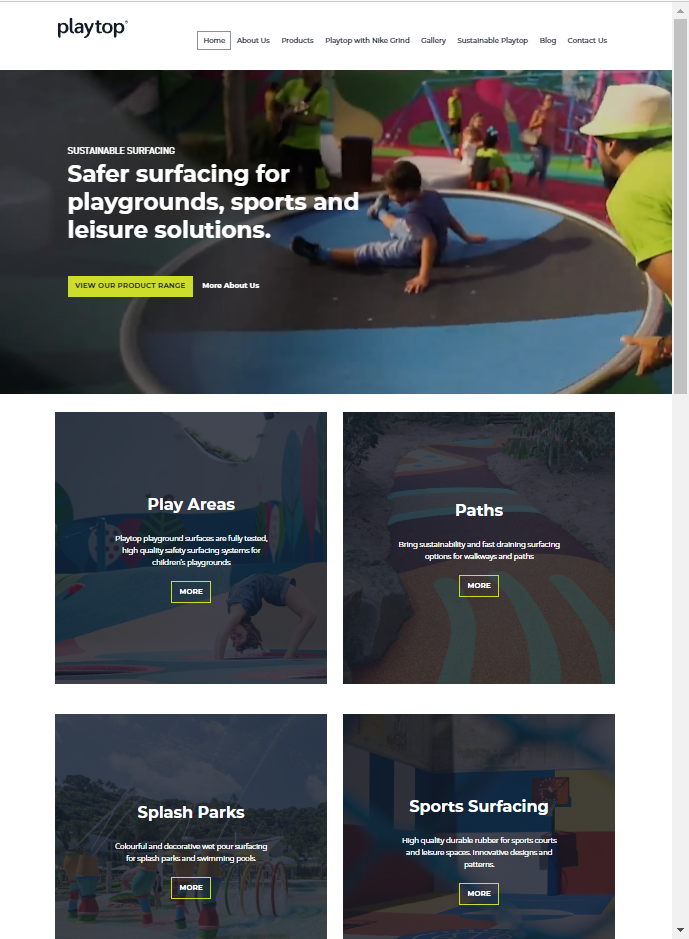 playtop®
Home About Us Products Playtop with Nike Grind Gallery Sustainable Playtop Blog Contact Us
SUSTAINABLE SURFACING
Safer surfacing for
playgrounds, sports and
leisure solutions.
VIEW OUR PRODUCT RANGE More About Us
Play Areas
Playtop playground surfaces are fully tested,
high quality safety surfacing systems for
children's playgrounds
MORE
Paths
Bring sustainability and fast draining surfacing
options for walkways and paths
MORE
Splash Parks
Colourful and decorative wet pour surfacing
for splash parks and swimming pools.
MORE
Sports Surfacing
High quality durable rubber for sports courts
and leisure spaces. Innovative designs and
patterns.
MORE